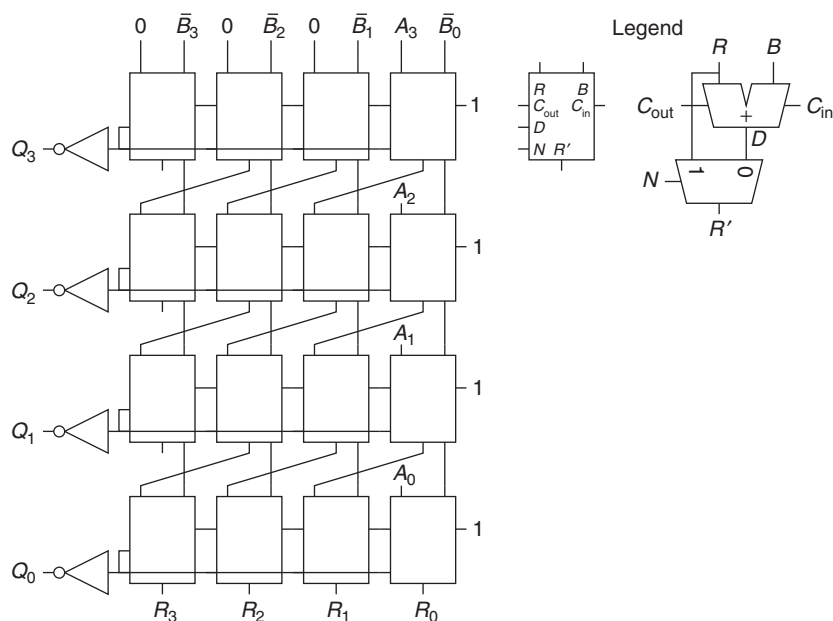 0 B̅₃ 0 B̅₂ 0 B̅₁ A₃ B̅₀
Legend
R B
R B
Cout Cin
D
N R′
Cout Cin
+
D
1 0
N
R′
1
Q₃
A₂
1
Q₂
A₁
1
Q₁
A₀
1
Q₀
R₃ R₂ R₁ R₀